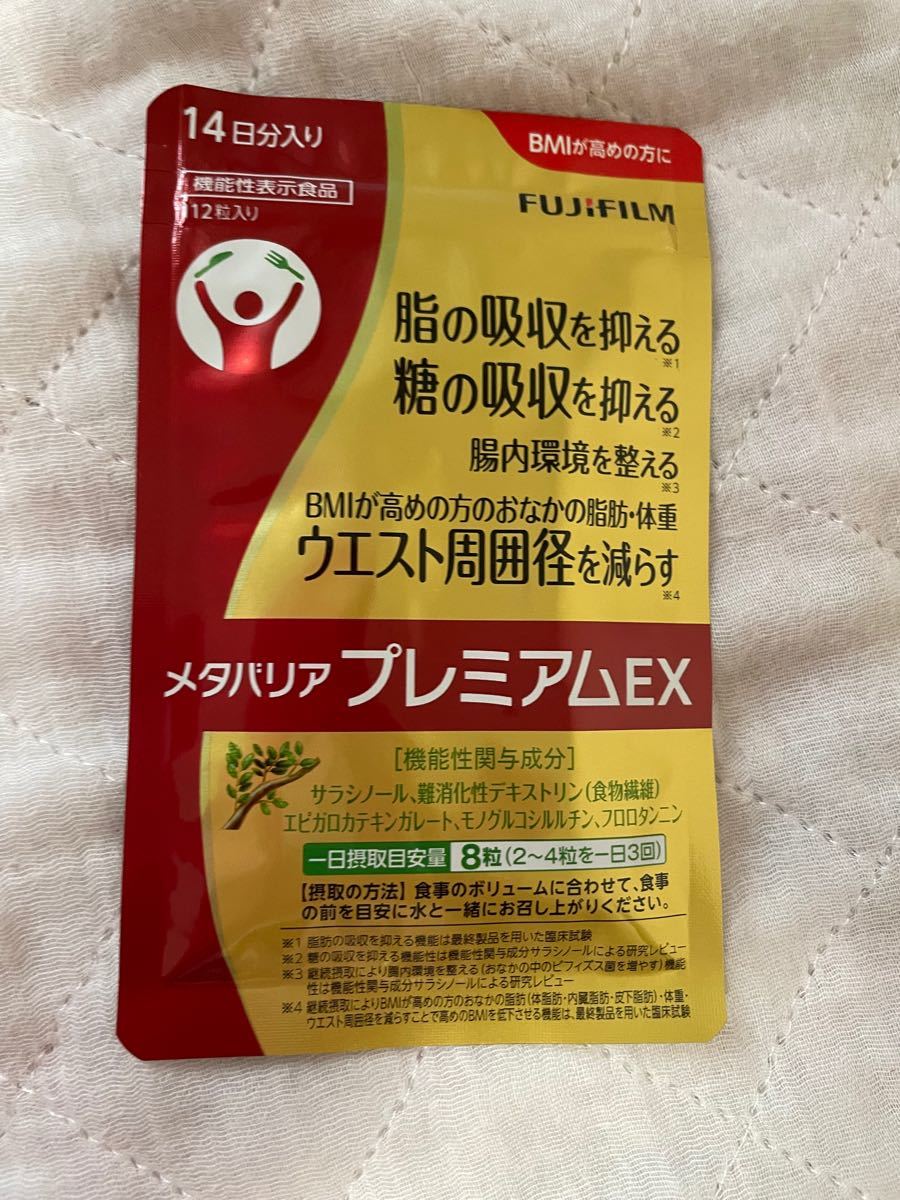 14日分入り
BMIが高めの方に
機能性表示食品
112粒入り
FUJIFILM
脂の吸収を抑える
※1
糖の吸収を抑える
※2
腸内環境を整える
※3
BMIが高めの方のおなかの脂肪・体重
ウエスト周囲径を減らす
※4
メタバリア プレミアムEX
[機能性関与成分]
サラシノール、難消化性デキストリン(食物繊維)
エピガロカテキンガレート、モノグルコシルルチン、フロロタンニン
一日摂取目安量 8粒(2〜4粒を一日3回)
【摂取の方法】食事のボリュームに合わせて、食事
の前を目安に水と一緒にお召し上がりください。
※1 脂肪の吸収を抑える機能は最終製品を用いた臨床試験
※2 糖の吸収を抑える機能は機能性関与成分サラシノールによる研究レビュー
※3 継続摂取により腸内環境を整える(おなかの中のビフィズス菌を増やす)機能
性は機能性関与成分サラシノールによる研究レビュー
※4 継続摂取によりBMIが高めの方のおなかの脂肪(体脂肪・内臓脂肪・皮下脂肪)・体重・
ウエスト周囲径を減らすことで高めのBMIを低下させる機能は、最終製品を用いた臨床試験